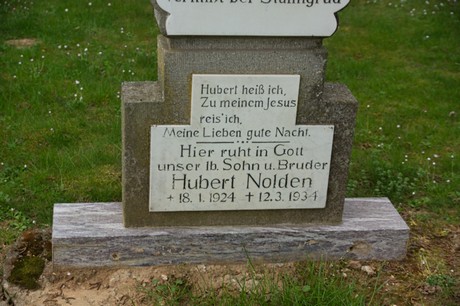 vermißt bei Stalingrad
Hubert heiß ich,
Zu meinem Jesus
reis'ich,
Meine Lieben gute Nacht.
Hier ruht in Gott
unser lb. Sohn u. Bruder
Hubert Nolden
+ 18. 1. 1924 + 12. 3. 1934